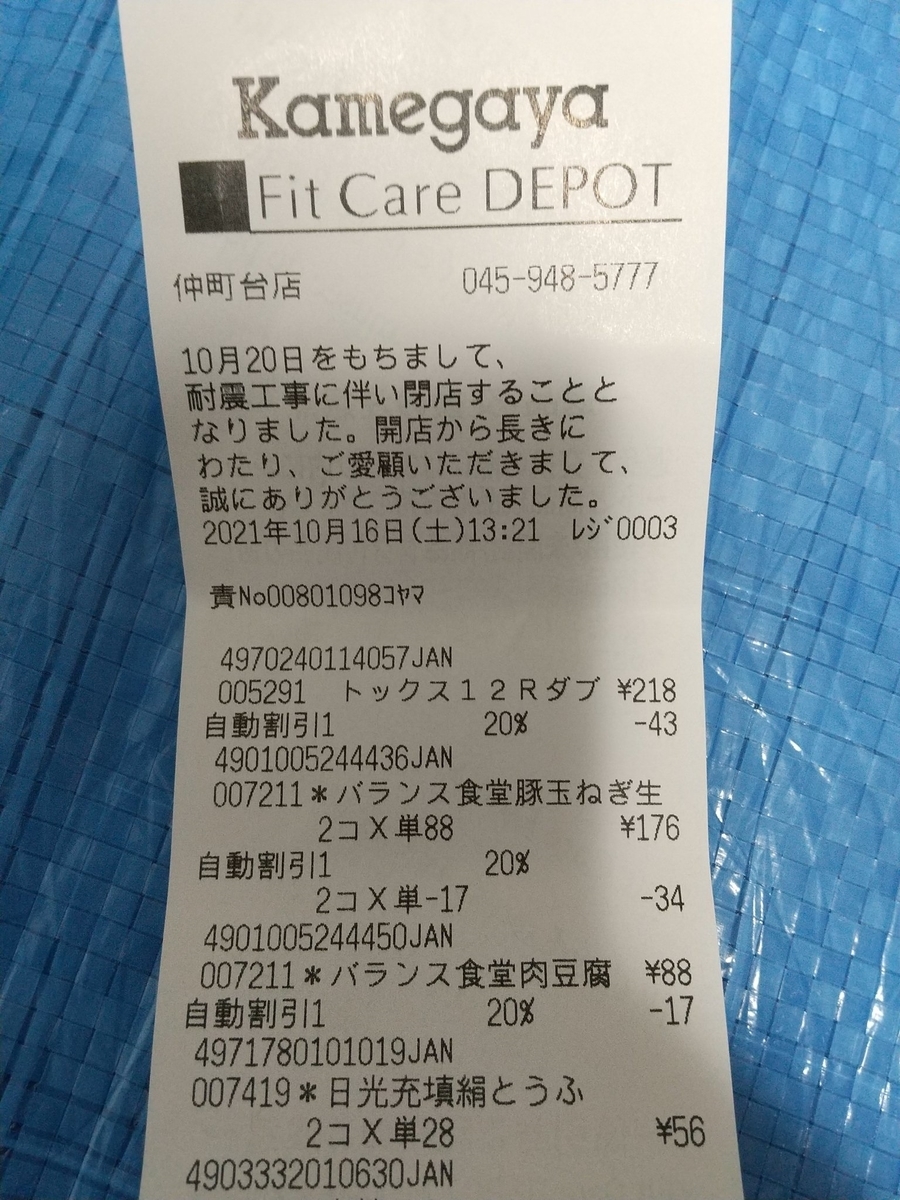 Kamegaya
Fit Care DEPOT
仲町台店 045-948-5777
10月20日をもちまして、
耐震工事に伴い閉店することと
なりました。開店から長きに
わたり、ご愛顧いただきまして、
誠にありがとうございました。
2021年10月16日(土)13:21 ﾚｼﾞ0003
責No00801098ｺﾔﾏ
4970240114057JAN
005291 トックス１２Ｒダブ ¥218
自動割引1 20% -43
4901005244436JAN
007211＊バランス食堂豚玉ねぎ生
2コX単88 ¥176
自動割引1 20%
2コX単-17 -34
4901005244450JAN
007211＊バランス食堂肉豆腐 ¥88
自動割引1 20% -17
4971780101019JAN
007419＊日光充填絹とうふ
2コX単28 ¥56
4903332010630JAN